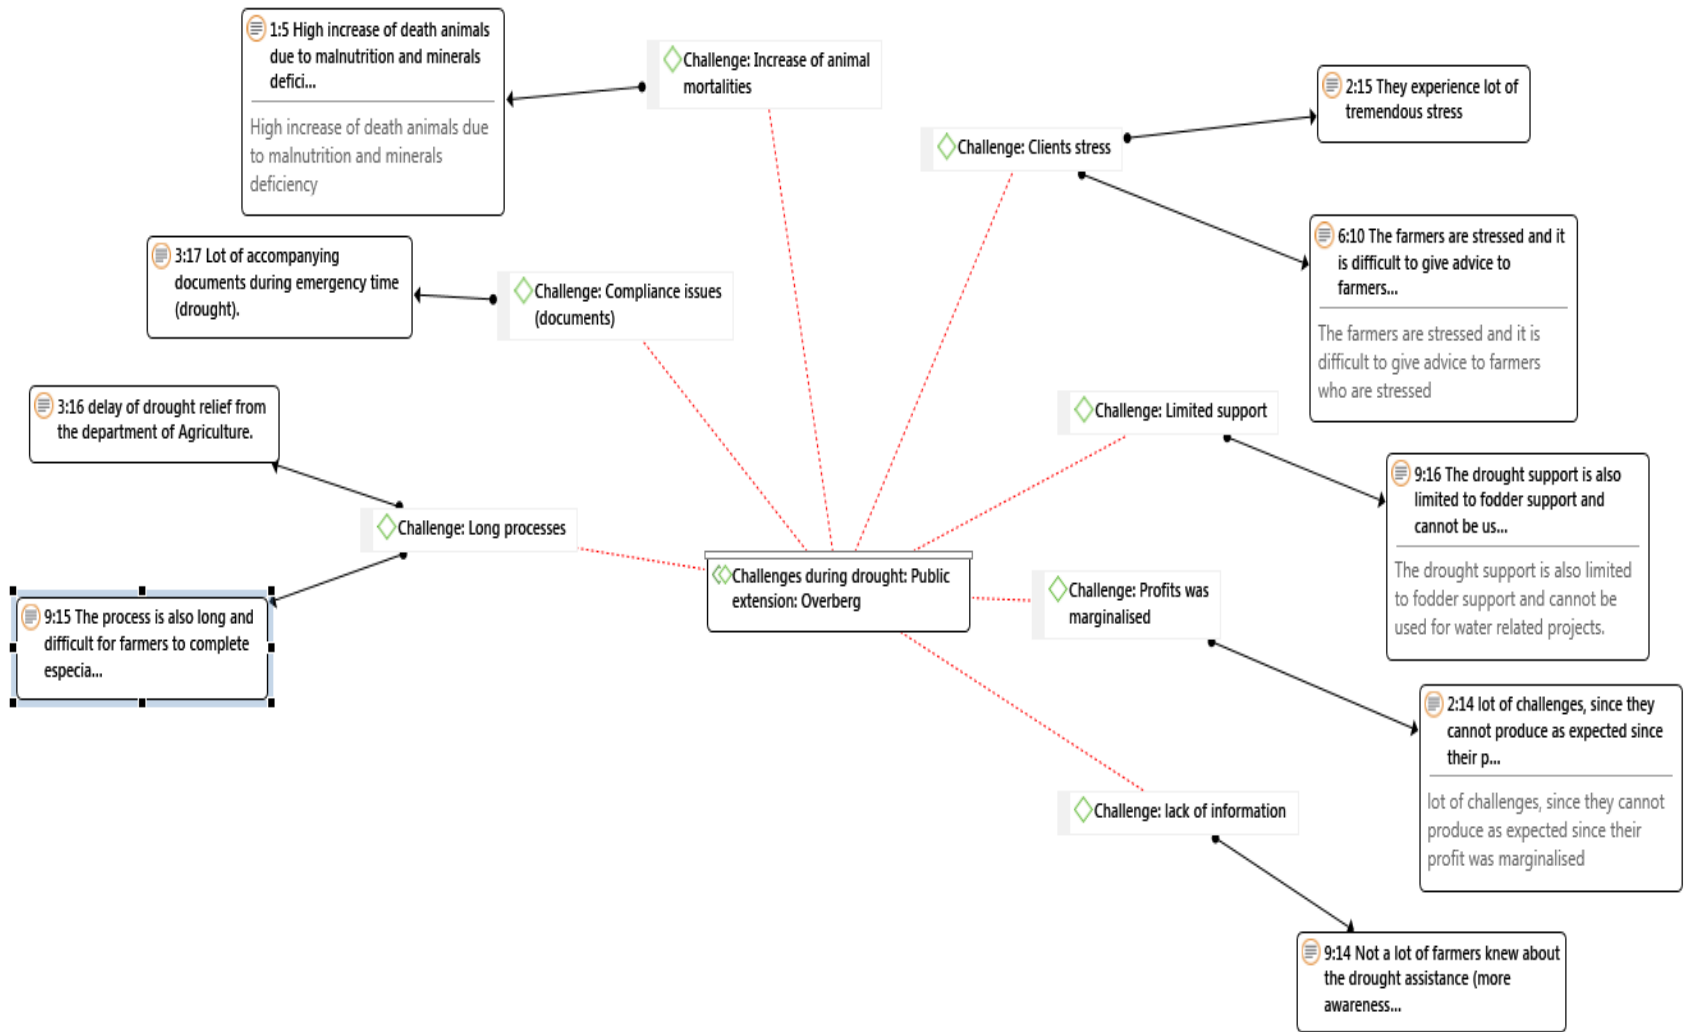 1:5 High increase of death animals
due to malnutrition and minerals
defici...
High increase of death animals due
to malnutrition and minerals
deficiency
Challenge: Increase of animal
mortalities
2:15 They experience lot of
tremendous stress
Challenge: Clients stress
6:10 The farmers are stressed and it
is difficult to give advice to
farmers...
The farmers are stressed and it is
difficult to give advice to farmers
who are stressed
3:17 Lot of accompanying
documents during emergency time
(drought).
Challenge: Compliance issues
(documents)
3:16 delay of drought relief from
the department of Agriculture.
Challenge: Limited support
9:16 The drought support is also
limited to fodder support and
cannot be us...
The drought support is also limited
to fodder support and cannot be
used for water related projects.
Challenge: Long processes
Challenges during drought: Public
extension: Overberg
Challenge: Profits was
marginalised
9:15 The process is also long and
difficult for farmers to complete
especia...
2:14 lot of challenges, since they
cannot produce as expected since
their p...
lot of challenges, since they cannot
produce as expected since their
profit was marginalised
Challenge: lack of information
9:14 Not a lot of farmers knew about
the drought assistance (more
awareness...